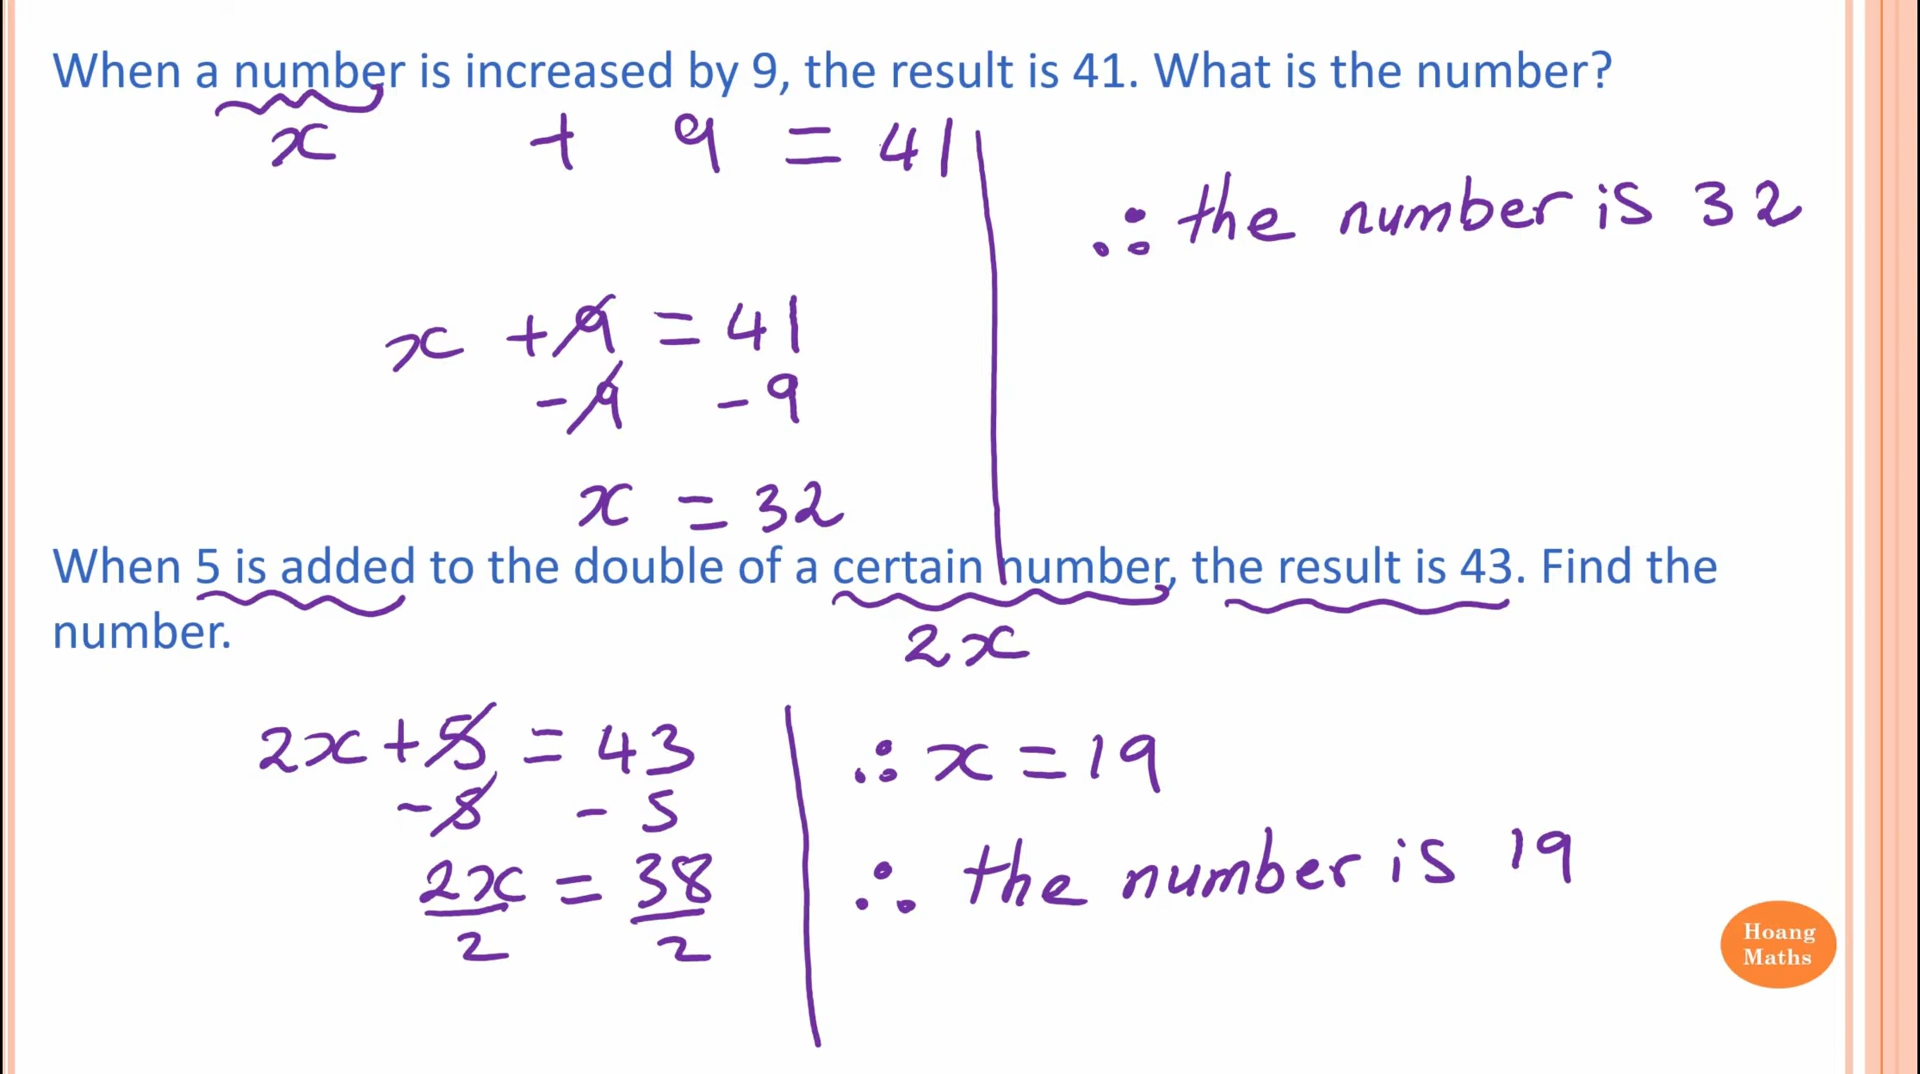 When a number is increased by 9, the result is 41. What is the number?
x + 9 = 41
∴ the number is 32
x + 9 = 41
- 9 - 9
x = 32
When 5 is added to the double of a certain number, the result is 43. Find the
number.
2x
2x + 5 = 43
- 5 - 5
2x = 38
2 2
∴ x = 19
∴ the number is 19
Hoang
Maths